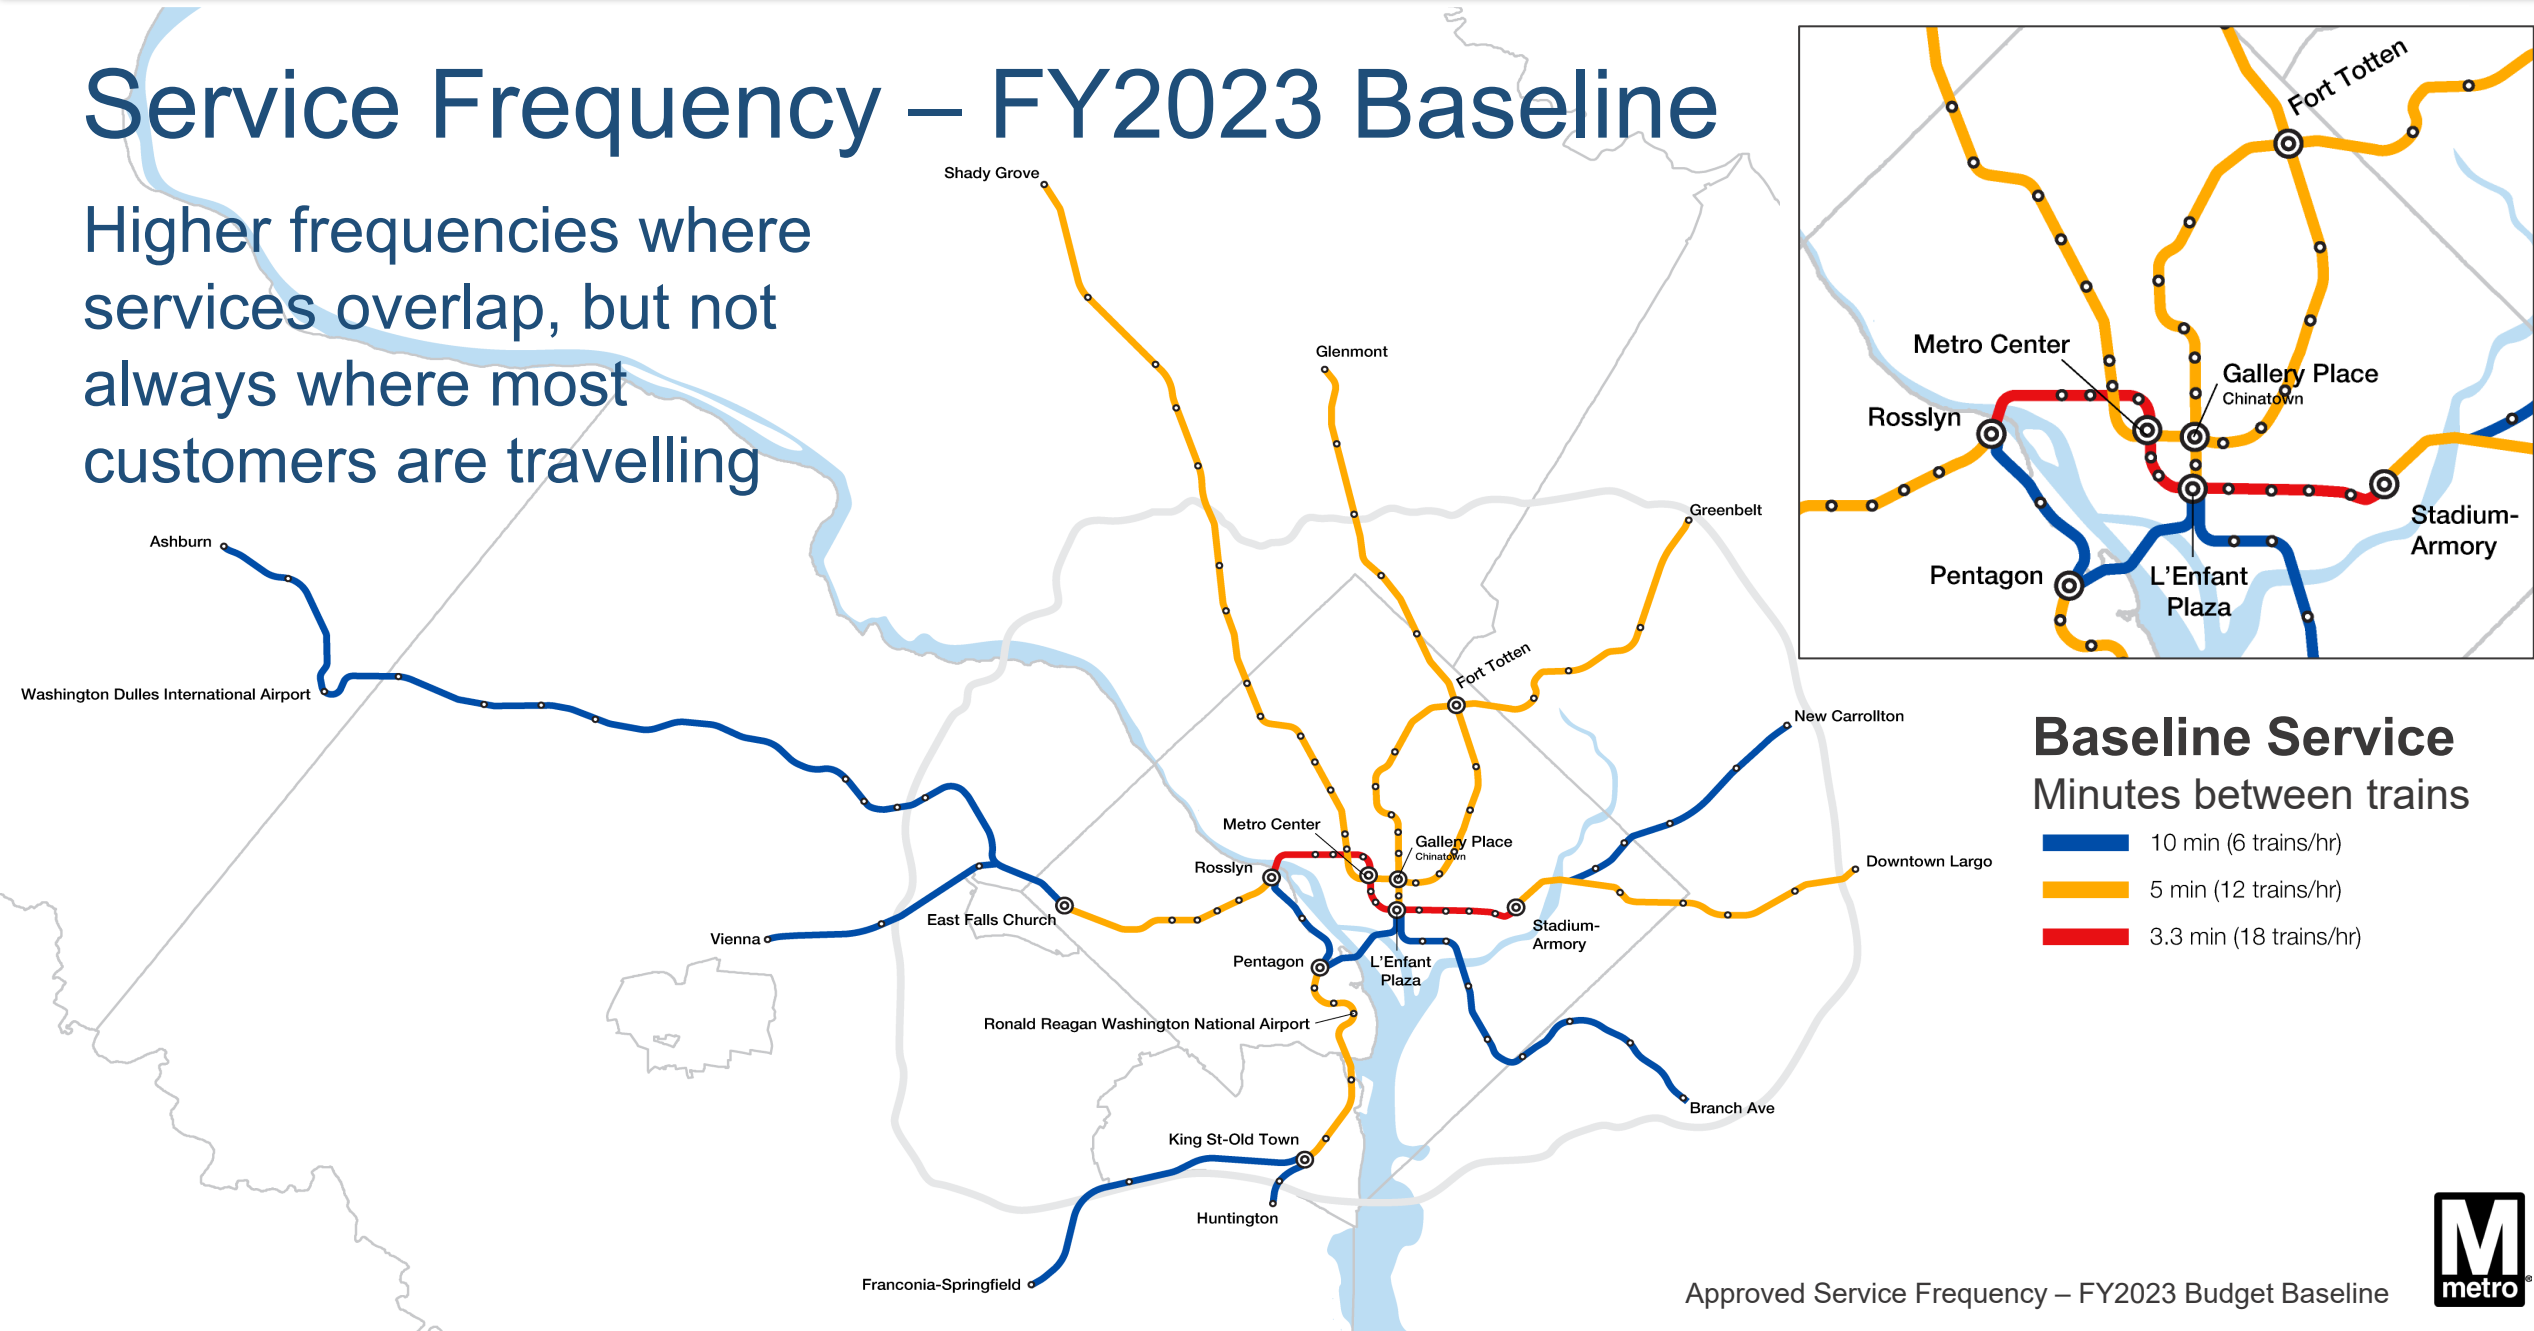 Service Frequency – FY2023 Baseline
Higher frequencies where
services overlap, but not
always where most
customers are travelling
Shady Grove
Glenmont
Greenbelt
Ashburn
Washington Dulles International Airport
Fort Totten
New Carrollton
Metro Center
Gallery Place
Chinatown
Rosslyn
Downtown Largo
East Falls Church
Vienna
Stadium-
Armory
Pentagon
L'Enfant
Plaza
Ronald Reagan Washington National Airport
Branch Ave
King St-Old Town
Huntington
Franconia-Springfield
Fort Totten
Metro Center
Gallery Place
Chinatown
Rosslyn
Stadium-
Armory
Pentagon
L'Enfant
Plaza
Baseline Service
Minutes between trains
10 min (6 trains/hr)
5 min (12 trains/hr)
3.3 min (18 trains/hr)
Approved Service Frequency – FY2023 Budget Baseline
M
metro®